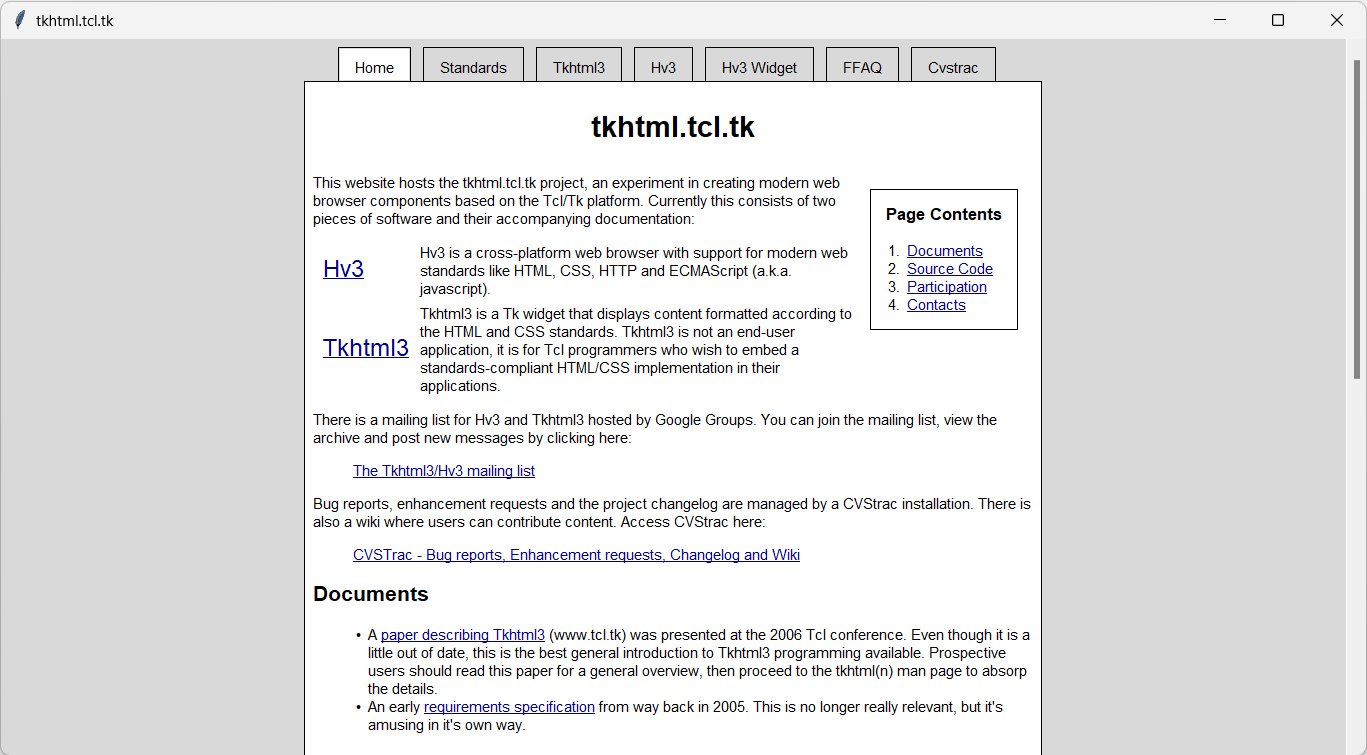 tkhtml.tcl.tk
Home Standards Tkhtml3 Hv3 Hv3 Widget FFAQ Cvstrac
tkhtml.tcl.tk
This website hosts the tkhtml.tcl.tk project, an experiment in creating modern web
browser components based on the Tcl/Tk platform. Currently this consists of two
pieces of software and their accompanying documentation:
Hv3
Hv3 is a cross-platform web browser with support for modern web
standards like HTML, CSS, HTTP and ECMAScript (a.k.a.
javascript).
Tkhtml3
Tkhtml3 is a Tk widget that displays content formatted according to
the HTML and CSS standards. Tkhtml3 is not an end-user
application, it is for Tcl programmers who wish to embed a
standards-compliant HTML/CSS implementation in their
applications.
Page Contents
1. Documents
2. Source Code
3. Participation
4. Contacts
There is a mailing list for Hv3 and Tkhtml3 hosted by Google Groups. You can join the mailing list, view the
archive and post new messages by clicking here:
The Tkhtml3/Hv3 mailing list
Bug reports, enhancement requests and the project changelog are managed by a CVStrac installation. There is
also a wiki where users can contribute content. Access CVStrac here:
CVSTrac - Bug reports, Enhancement requests, Changelog and Wiki
Documents
• A paper describing Tkhtml3 (www.tcl.tk) was presented at the 2006 Tcl conference. Even though it is a
little out of date, this is the best general introduction to Tkhtml3 programming available. Prospective
users should read this paper for a general overview, then proceed to the tkhtml(n) man page to absorp
the details.
• An early requirements specification from way back in 2005. This is no longer really relevant, but it's
amusing in it's own way.